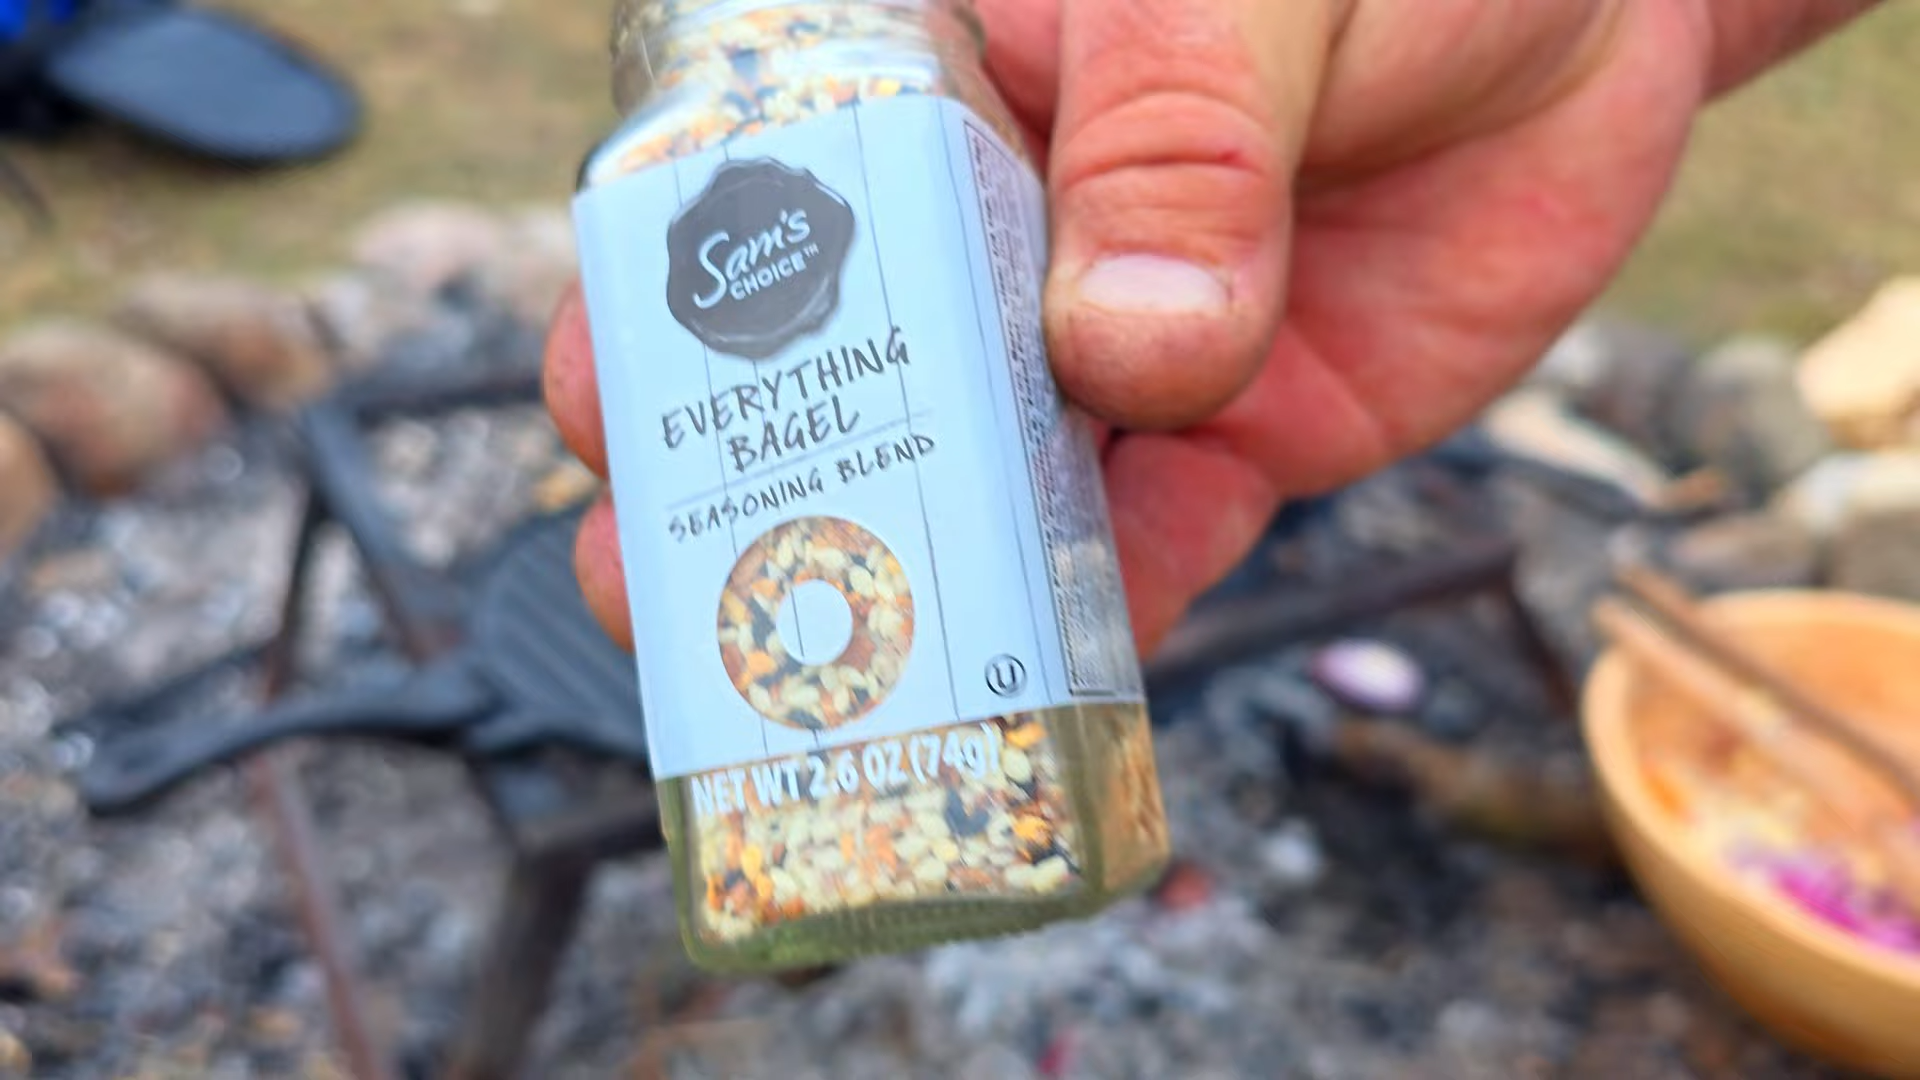 Sam's
CHOICE™
EVERYTHING
BAGEL
SEASONING BLEND
U
NET WT 2.6 OZ (74g)